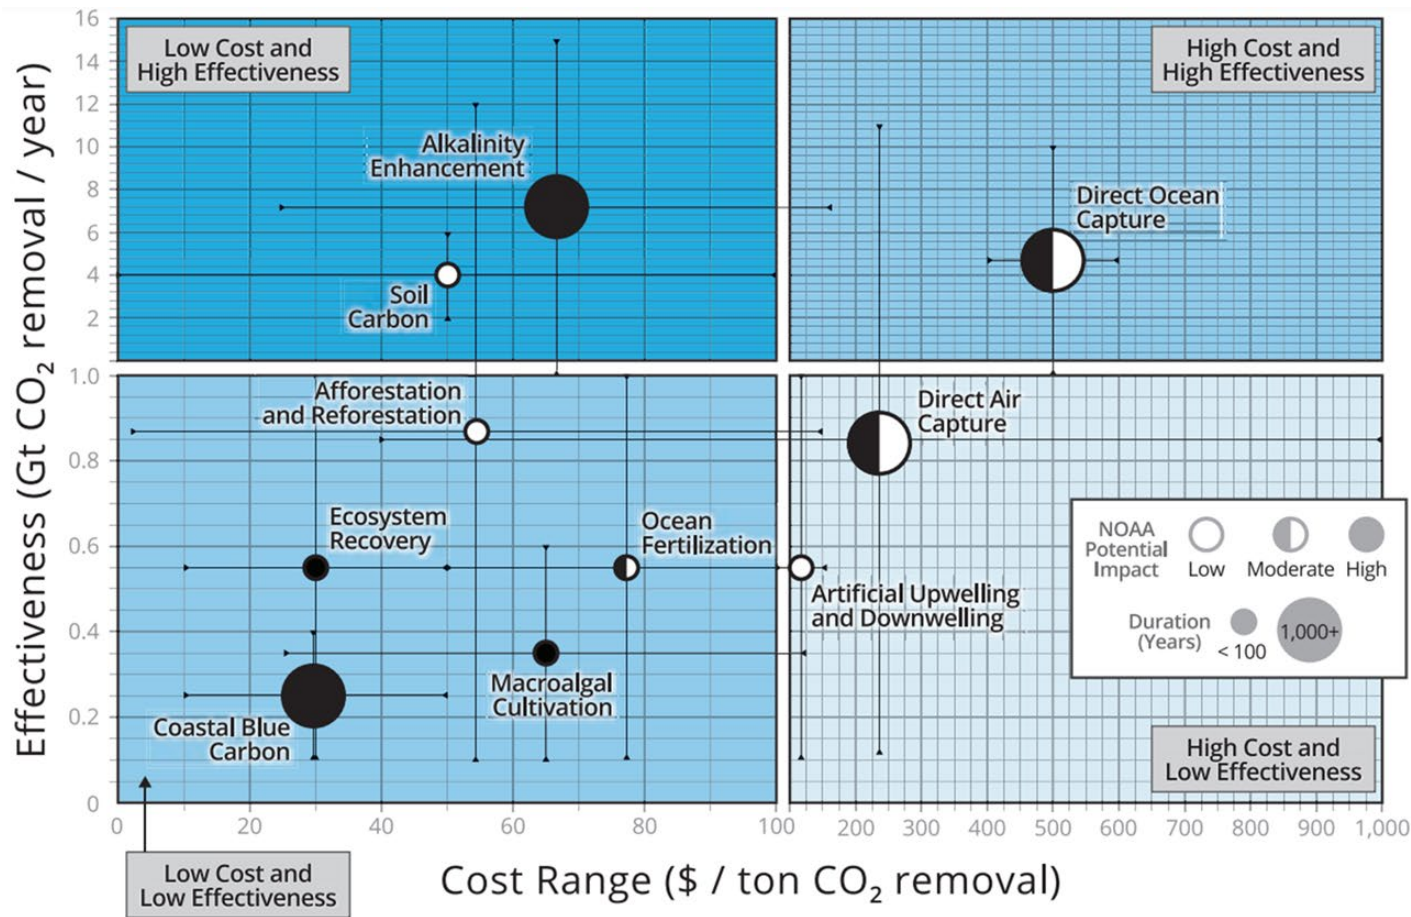 16
14
12
10
8
6
4
2
1.0
0.8
0.6
0.4
0.2
0
Effectiveness (Gt CO₂ removal / year)
Low Cost and
High Effectiveness
High Cost and
High Effectiveness
Alkalinity
Enhancement
Soil
Carbon
Direct Ocean
Capture
Afforestation
and Reforestation
Direct Air
Capture
Ecosystem
Recovery
Ocean
Fertilization
Artificial Upwelling
and Downwelling
Macroalgal
Cultivation
Coastal Blue
Carbon
NOAA
Potential
Impact
Low
Moderate
High
Duration
(Years)
< 100
1,000+
High Cost and
Low Effectiveness
0 20 40 60 80 100 200 300 400 500 600 700 800 900 1,000
Low Cost and
Low Effectiveness
Cost Range ($ / ton CO₂ removal)